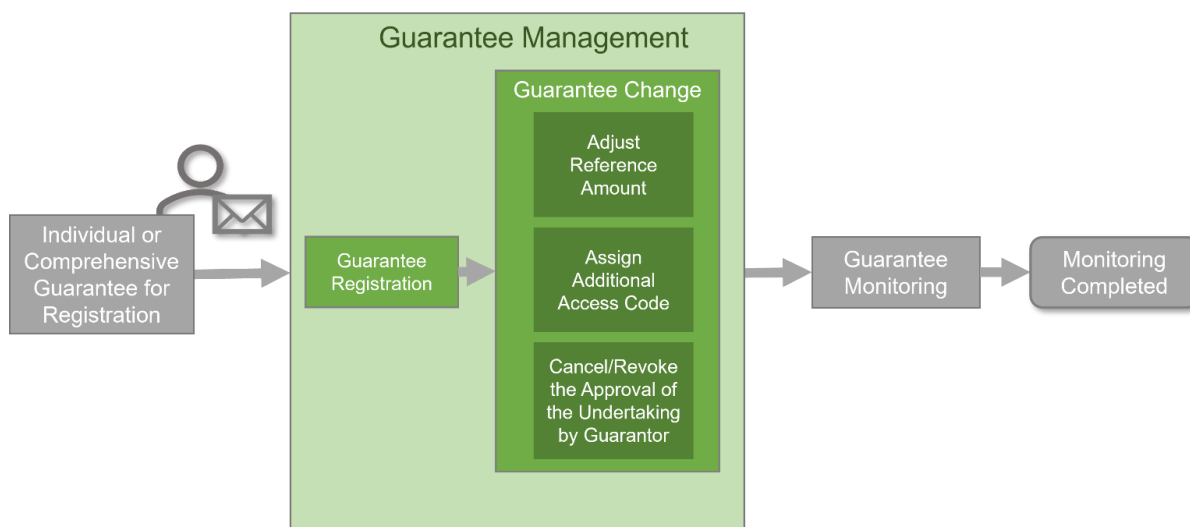 Guarantee Management
Guarantee Change
Adjust
Reference
Amount
Individual or
Comprehensive
Guarantee for
Registration
Guarantee
Registration
Assign
Additional
Access Code
Guarantee
Monitoring
Monitoring
Completed
Cancel/Revoke
the Approval of
the Undertaking
by Guarantor